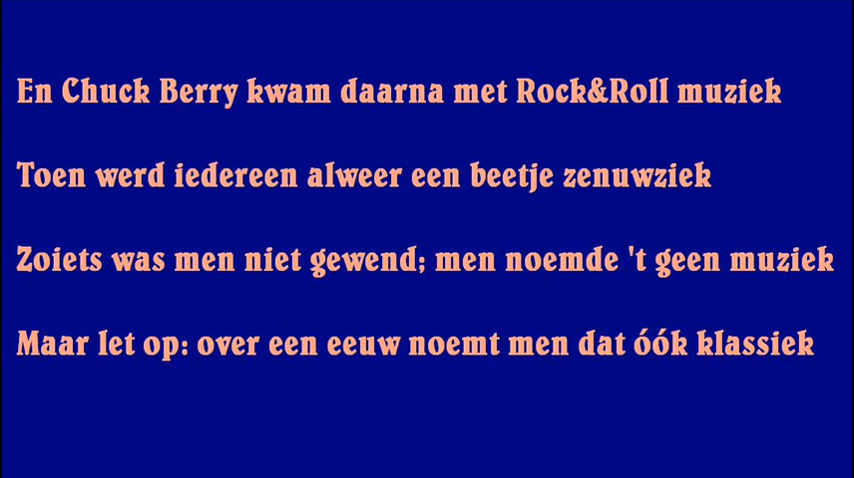 En Chuck Berry kwam daarna met Rock&Roll muziek
Toen werd iedereen alweer een beetje zenuwziek
Zoiets was men niet gewend; men noemde 't geen muziek
Maar let op: over een eeuw noemt men dat óók klassiek